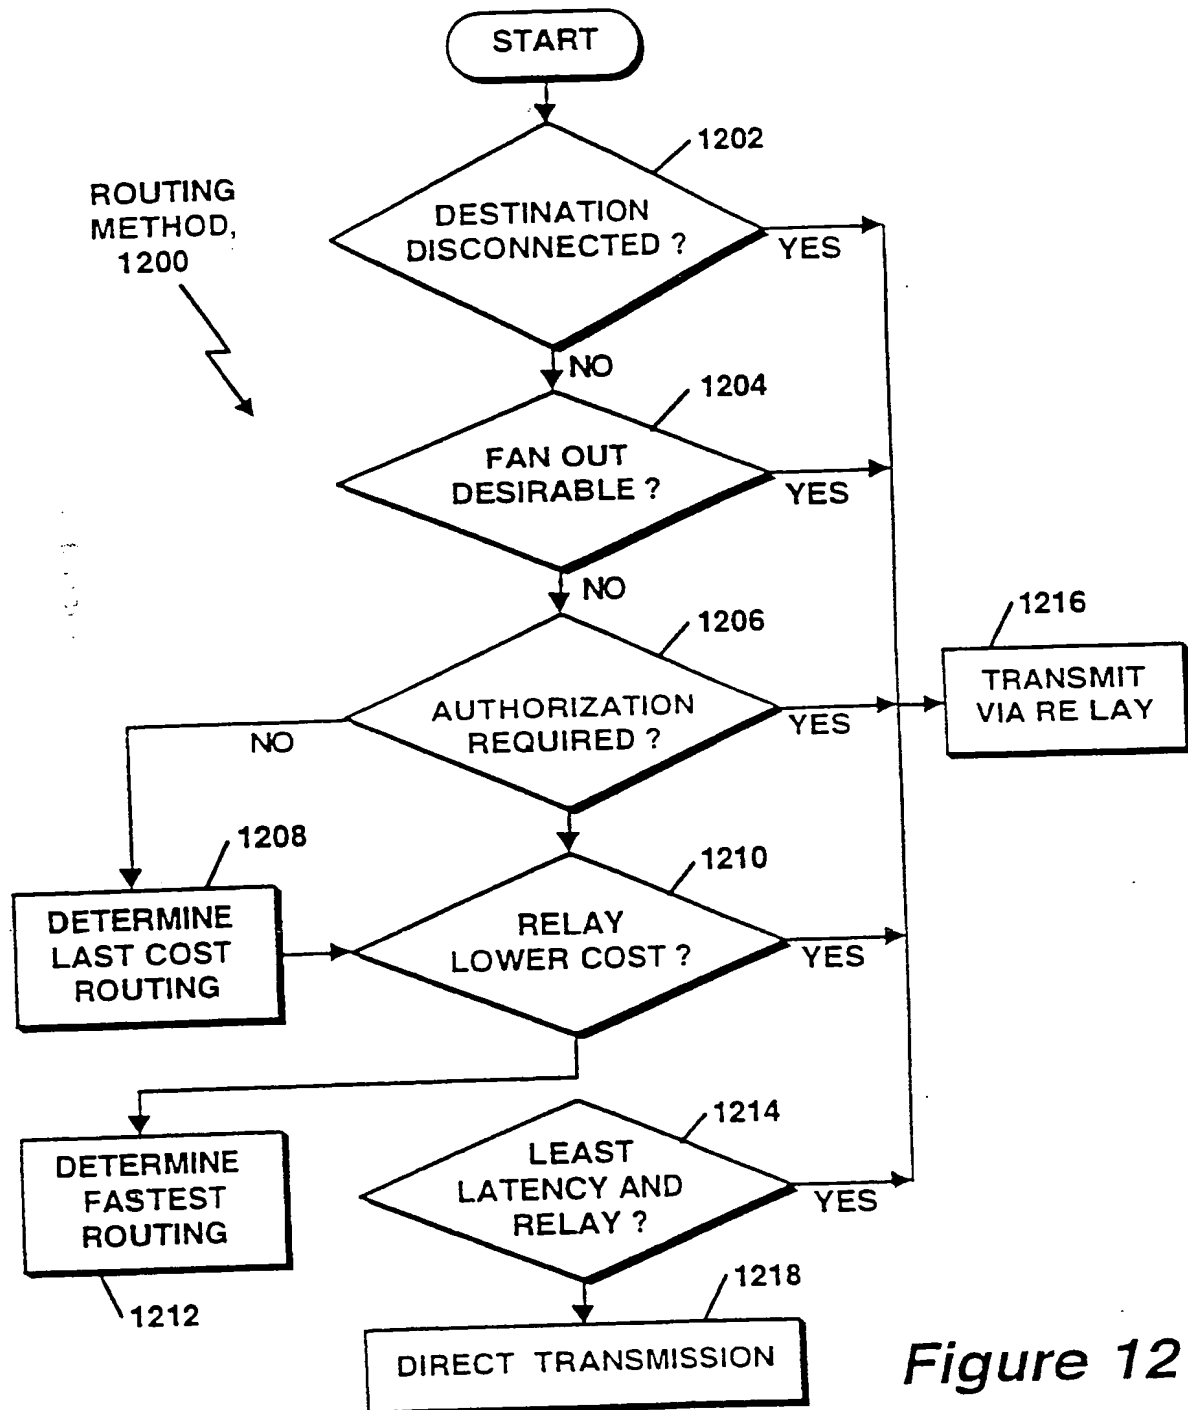 START
1202
ROUTING
METHOD,
1200
DESTINATION
DISCONNECTED ?
YES
NO
1204
FAN OUT
DESIRABLE ?
YES
NO
1206
AUTHORIZATION
REQUIRED ?
YES
NO
1216
TRANSMIT
VIA RE LAY
1208
DETERMINE
LAST COST
ROUTING
1210
RELAY
LOWER COST ?
YES
1214
LEAST
LATENCY AND
RELAY ?
YES
DETERMINE
FASTEST
ROUTING
1212
1218
DIRECT TRANSMISSION
Figure 12